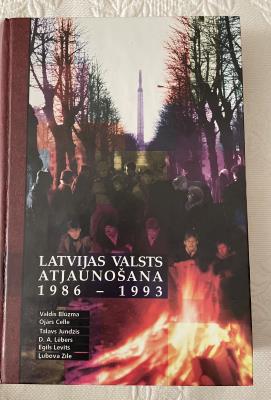 LATVIJAS VALSTS
ATJAUNOŠANA
1986 – 1993
Valdis Blūzma
Ojārs Celle
Tālavs Jundzis
D. A. Lēbers
Egils Levits
Ļubova Zīle